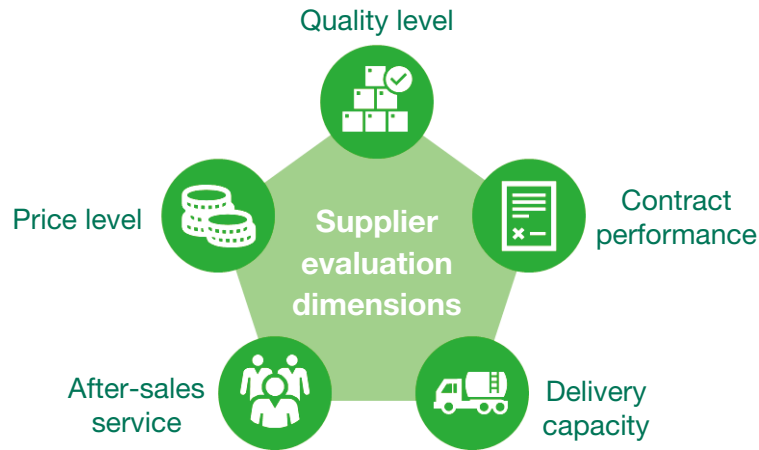 Quality level
Price level
Supplier
evaluation
dimensions
Contract
performance
After-sales
service
Delivery
capacity